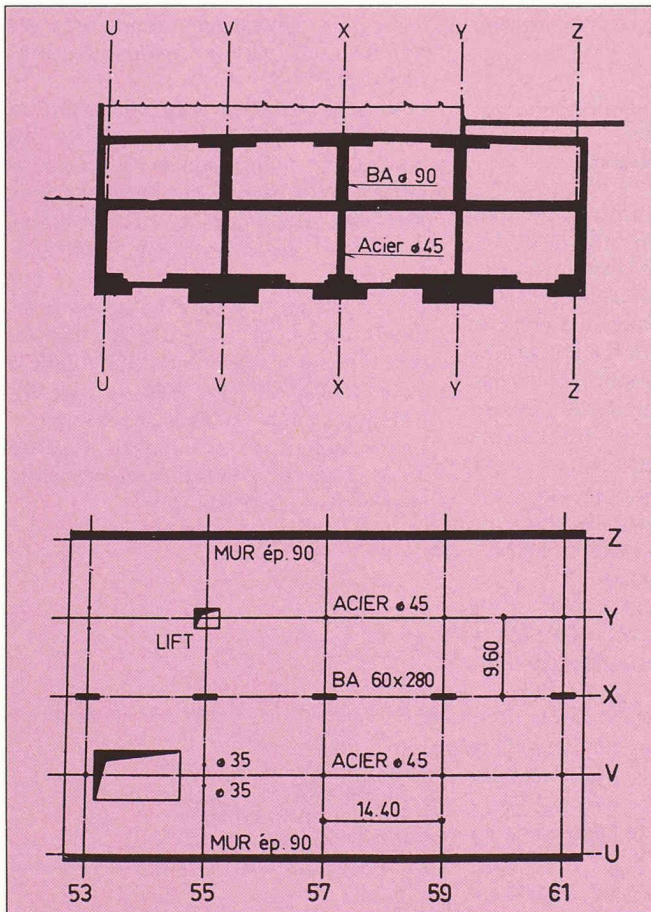 U V X Y Z
BA ø 90
Acier ø 45
U V X Y Z
Z
MUR ép. 90
ACIER ø 45
Y
LIFT
9.60
BA 60x280
X
ø 35
ACIER ø 45
V
ø 35
14.40
MUR ép. 90
U
53 55 57 59 61